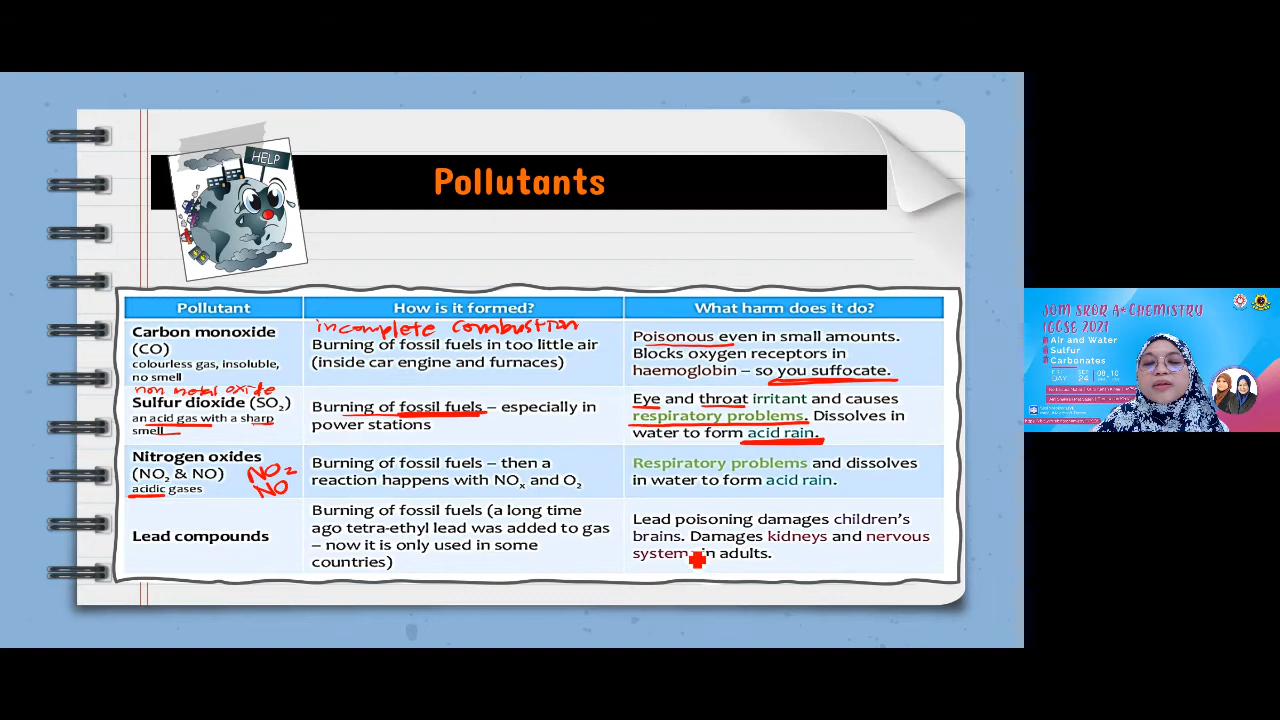 HELP
Pollutants
Pollutant
How is it formed?
What harm does it do?
Carbon monoxide
(CO)
colourless gas, insoluble,
no smell
incomplete combustion
Burning of fossil fuels in too little air
(inside car engine and furnaces)
Poisonous even in small amounts.
Blocks oxygen receptors in
haemoglobin – so you suffocate.
non metal oxide
Sulfur dioxide (SO₂)
an acid gas with a sharp
smell
Burning of fossil fuels – especially in
power stations
Eye and throat irritant and causes
respiratory problems. Dissolves in
water to form acid rain.
Nitrogen oxides
(NO₂ & NO)
acidic gases
NO₂
NO
Burning of fossil fuels – then a
reaction happens with NOₓ and O₂
Respiratory problems and dissolves
in water to form acid rain.
Lead compounds
Burning of fossil fuels (a long time
ago tetra-ethyl lead was added to gas
– now it is only used in some
countries)
Lead poisoning damages children's
brains. Damages kidneys and nervous
system in adults.
JOM SKOR A* CHEMISTRY
IGCSE 2021
Air and Water
Sulfur
Carbonates
FRI
DAY
SEP
24
08